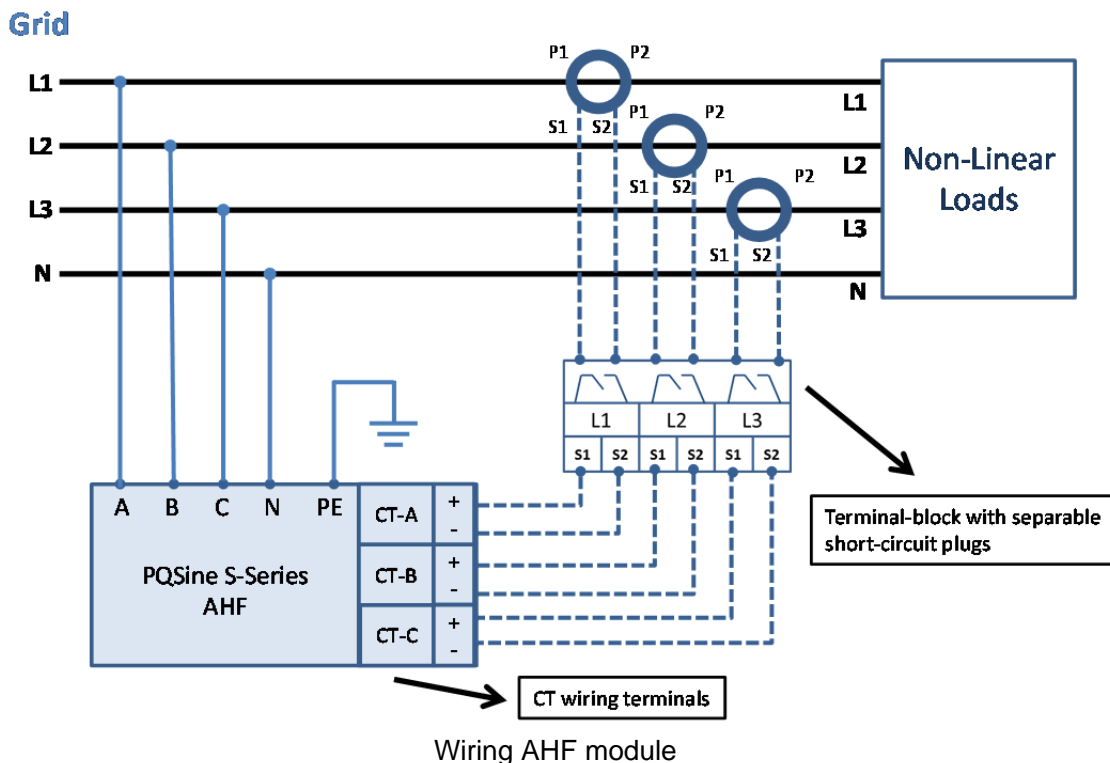 Grid
P1 P2
L1 L1
P1 P2
S1 S2
L2 L2
Non-Linear
Loads
P1 P2
S1 S2
L3 L3
S1 S2
N N
L1 L2 L3
S1 S2 S1 S2 S1 S2
A B C N PE
CT-A + -
CT-B + -
CT-C + -
PQSine S-Series
AHF
Terminal-block with separable
short-circuit plugs
CT wiring terminals
Wiring AHF module